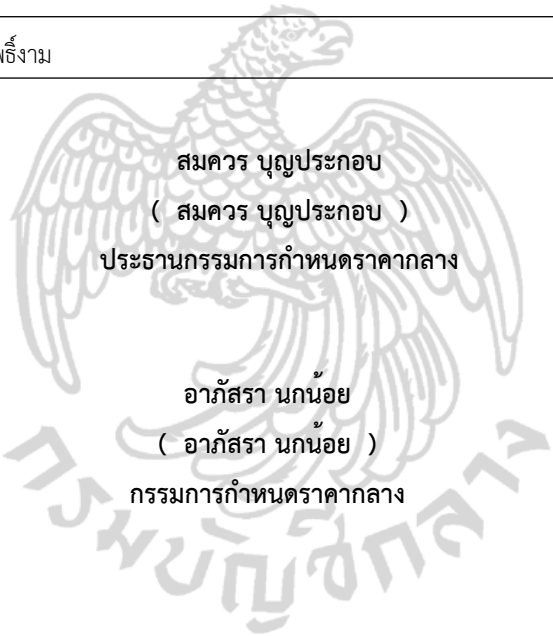 สมควร บุญประกอบ
( สมควร บุญประกอบ )
ประธานกรรมการกำหนดราคากลาง
อาภัสรา นกน้อย
( อาภัสรา นกน้อย )
กรรมการกำหนดราคากลาง
กรมบัญชีกลาง